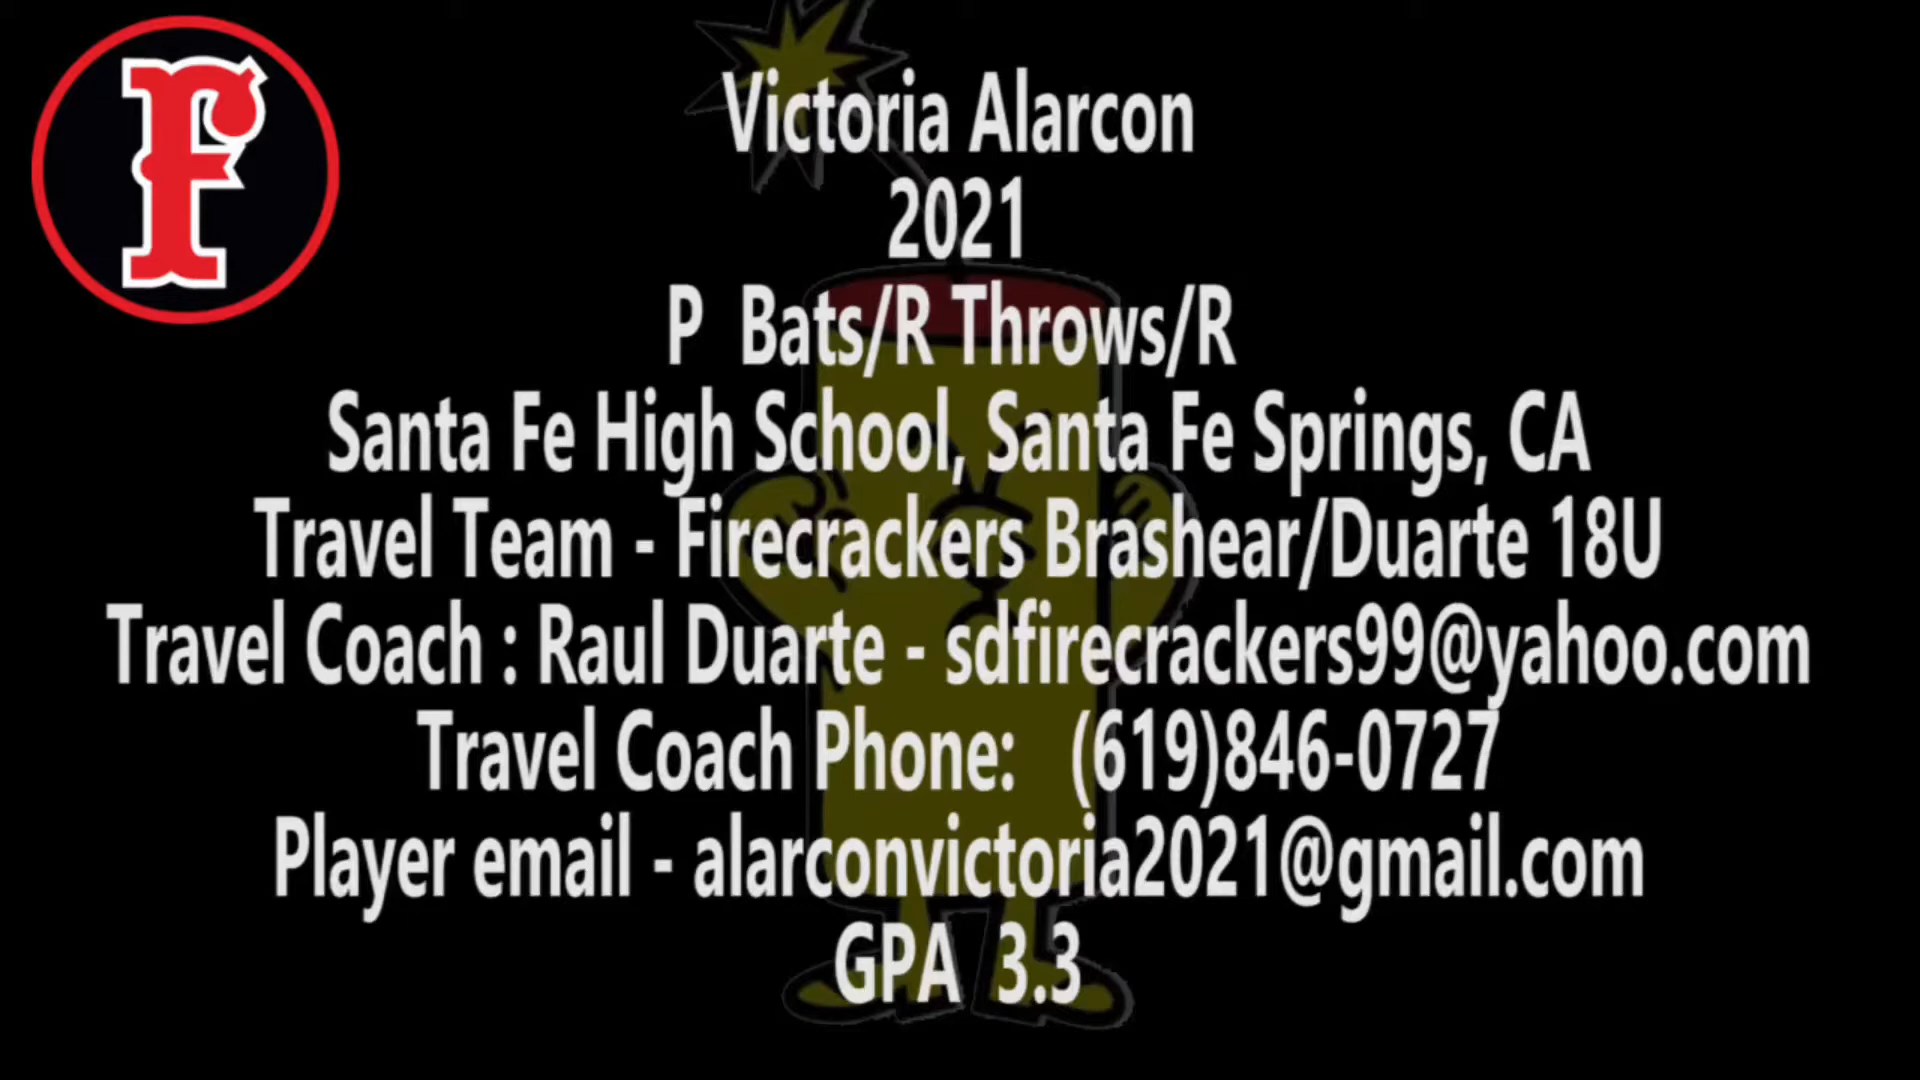 F
Victoria Alarcon
2021
P Bats/R Throws/R
Santa Fe High School, Santa Fe Springs, CA
Travel Team - Firecrackers Brashear/Duarte 18U
Travel Coach : Raul Duarte - sdfirecrackers99@yahoo.com
Travel Coach Phone: (619)846-0727
Player email - alarconvictoria2021@gmail.com
GPA 3.3